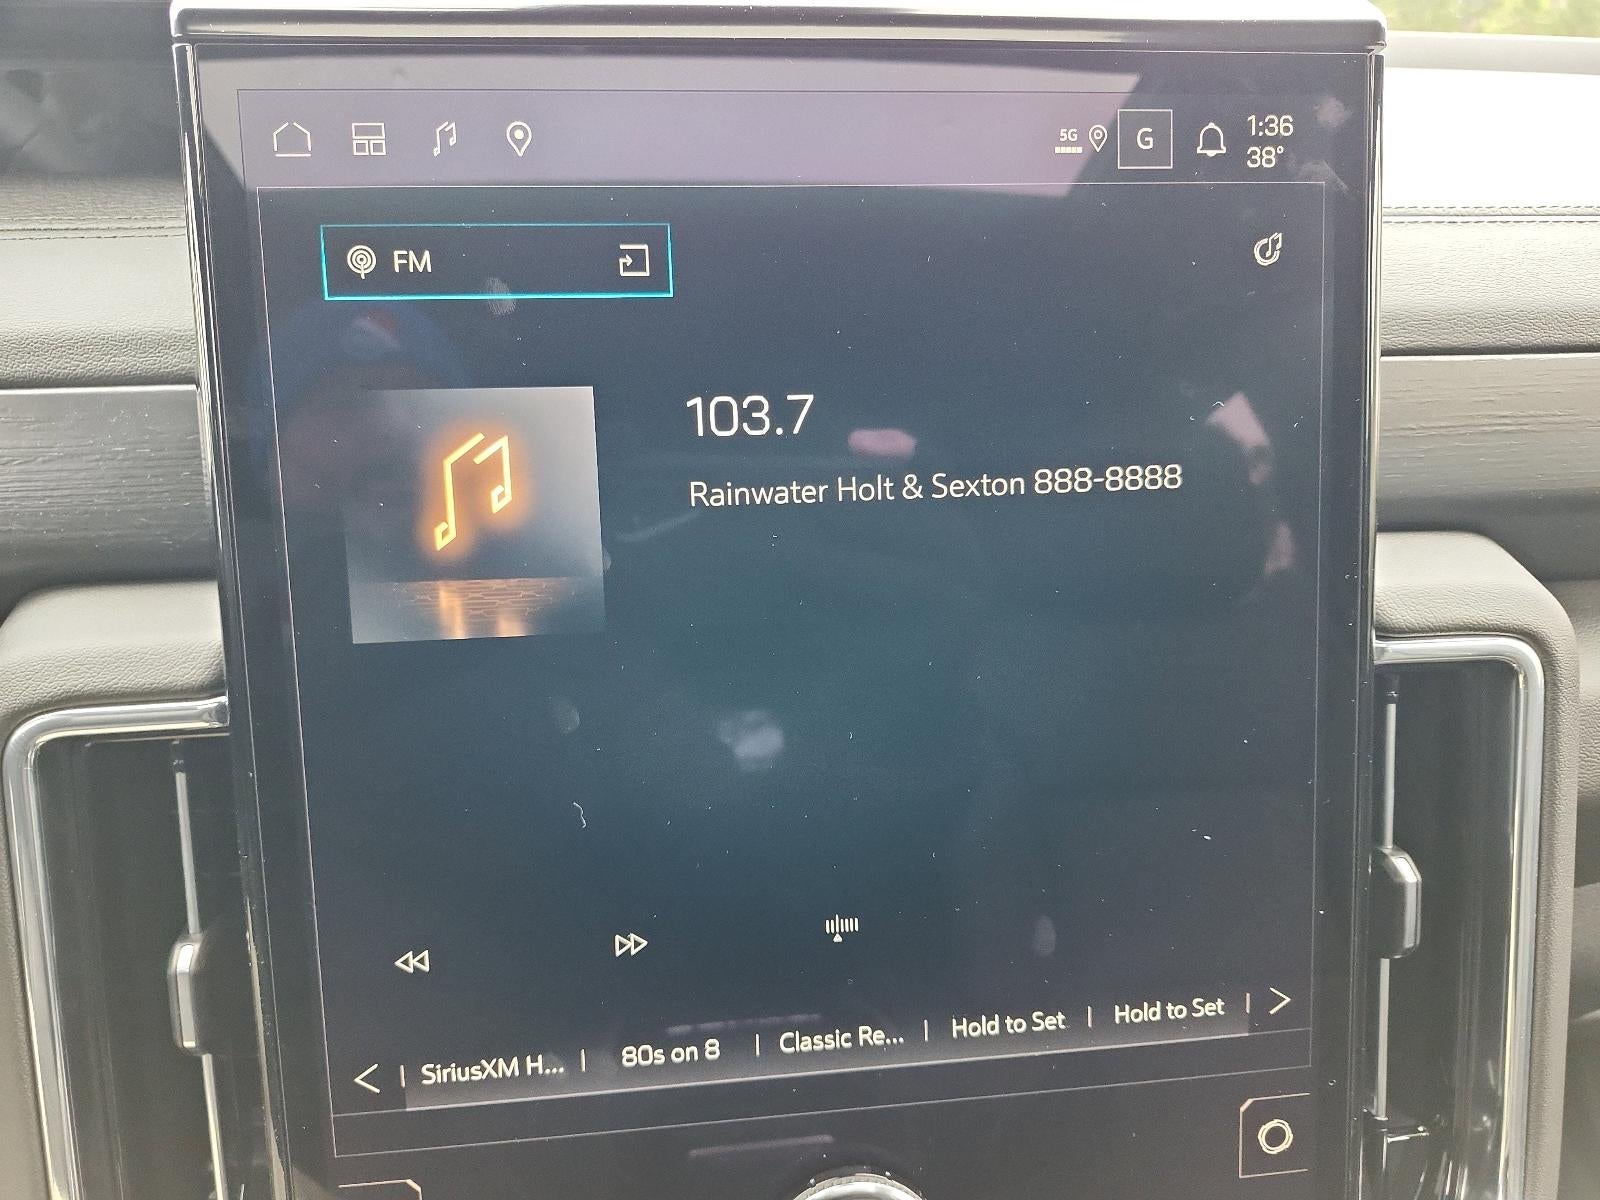 5G
G
1:36
38°
FM
103.7
Rainwater Holt & Sexton 888-8888
SiriusXM H... | 80s on 8 | Classic Re... | Hold to Set | Hold to Set